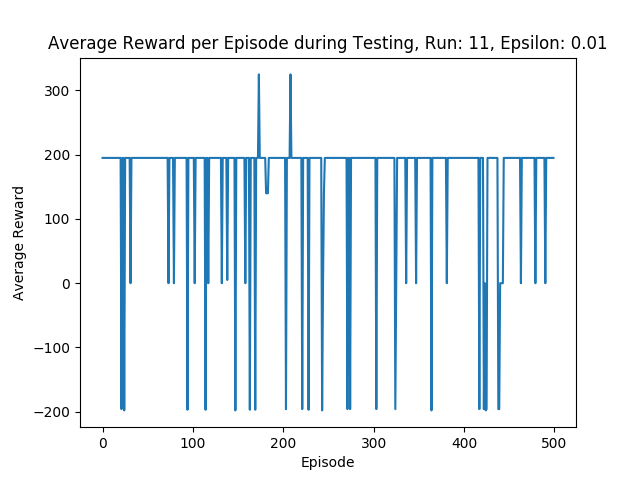 Average Reward per Episode during Testing, Run: 11, Epsilon: 0.01
300
200
100
0
−100
−200
Average Reward
0 100 200 300 400 500
Episode